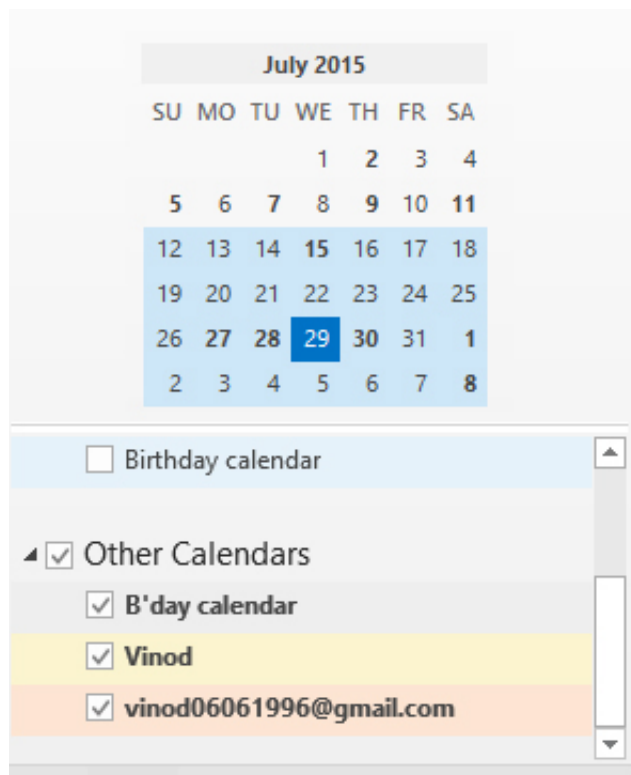 July 2015
SU MO TU WE TH FR SA
1 2 3 4
5 6 7 8 9 10 11
12 13 14 15 16 17 18
19 20 21 22 23 24 25
26 27 28 29 30 31 1
2 3 4 5 6 7 8
Birthday calendar
Other Calendars
B'day calendar
Vinod
vinod06061996@gmail.com